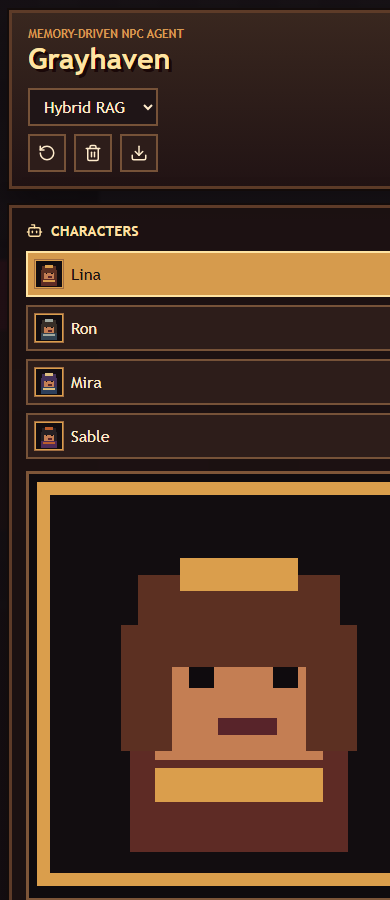 MEMORY-DRIVEN NPC AGENT
Grayhaven
Hybrid RAG
CHARACTERS
Lina
Ron
Mira
Sable